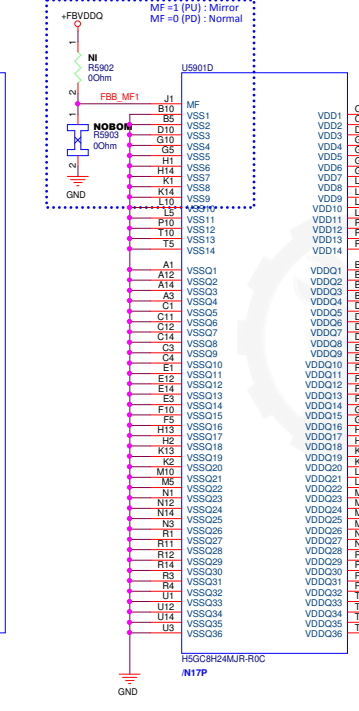 MF =1 (PU) : Mirror
MF =0 (PD) : Normal
+FBVDDQ
1
NI
R5902
0Ohm
2
FBB_MF1
1
NOBOM
R5903
0Ohm
2
GND
U5901D
J1 MF
B10 VSS1 VDD1
B5 VSS2 VDD2
D10 VSS3 VDD3
G10 VSS4 VDD4
G5 VSS5 VDD5
H1 VSS6 VDD6
H14 VSS7 VDD7
K1 VSS8 VDD8
K14 VSS9 VDD9
L10 VSS10 VDD10
L5 VSS11 VDD11
P10 VSS12 VDD12
T10 VSS13 VDD13
T5 VSS14 VDD14
A1 VSSQ1 VDDQ1
A12 VSSQ2 VDDQ2
A14 VSSQ3 VDDQ3
A3 VSSQ4 VDDQ4
C1 VSSQ5 VDDQ5
C11 VSSQ6 VDDQ6
C12 VSSQ7 VDDQ7
C14 VSSQ8 VDDQ8
C3 VSSQ9 VDDQ9
C4 VSSQ10 VDDQ10
E1 VSSQ11 VDDQ11
E12 VSSQ12 VDDQ12
E14 VSSQ13 VDDQ13
E3 VSSQ14 VDDQ14
F10 VSSQ15 VDDQ15
F5 VSSQ16 VDDQ16
H13 VSSQ17 VDDQ17
H2 VSSQ18 VDDQ18
K13 VSSQ19 VDDQ19
K2 VSSQ20 VDDQ20
M10 VSSQ21 VDDQ21
M5 VSSQ22 VDDQ22
N1 VSSQ23 VDDQ23
N12 VSSQ24 VDDQ24
N14 VSSQ25 VDDQ25
N3 VSSQ26 VDDQ26
R1 VSSQ27 VDDQ27
R11 VSSQ28 VDDQ28
R12 VSSQ29 VDDQ29
R14 VSSQ30 VDDQ30
R3 VSSQ31 VDDQ31
R4 VSSQ32 VDDQ32
U1 VSSQ33 VDDQ33
U12 VSSQ34 VDDQ34
U14 VSSQ35 VDDQ35
U3 VSSQ36 VDDQ36
H5GC8H24MJR-R0C
/N17P
GND